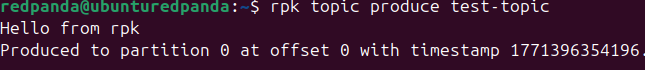 redpanda@ubunturedpanda:~$ rpk topic produce test-topic
Hello from rpk
Produced to partition 0 at offset 0 with timestamp 1771396354196.